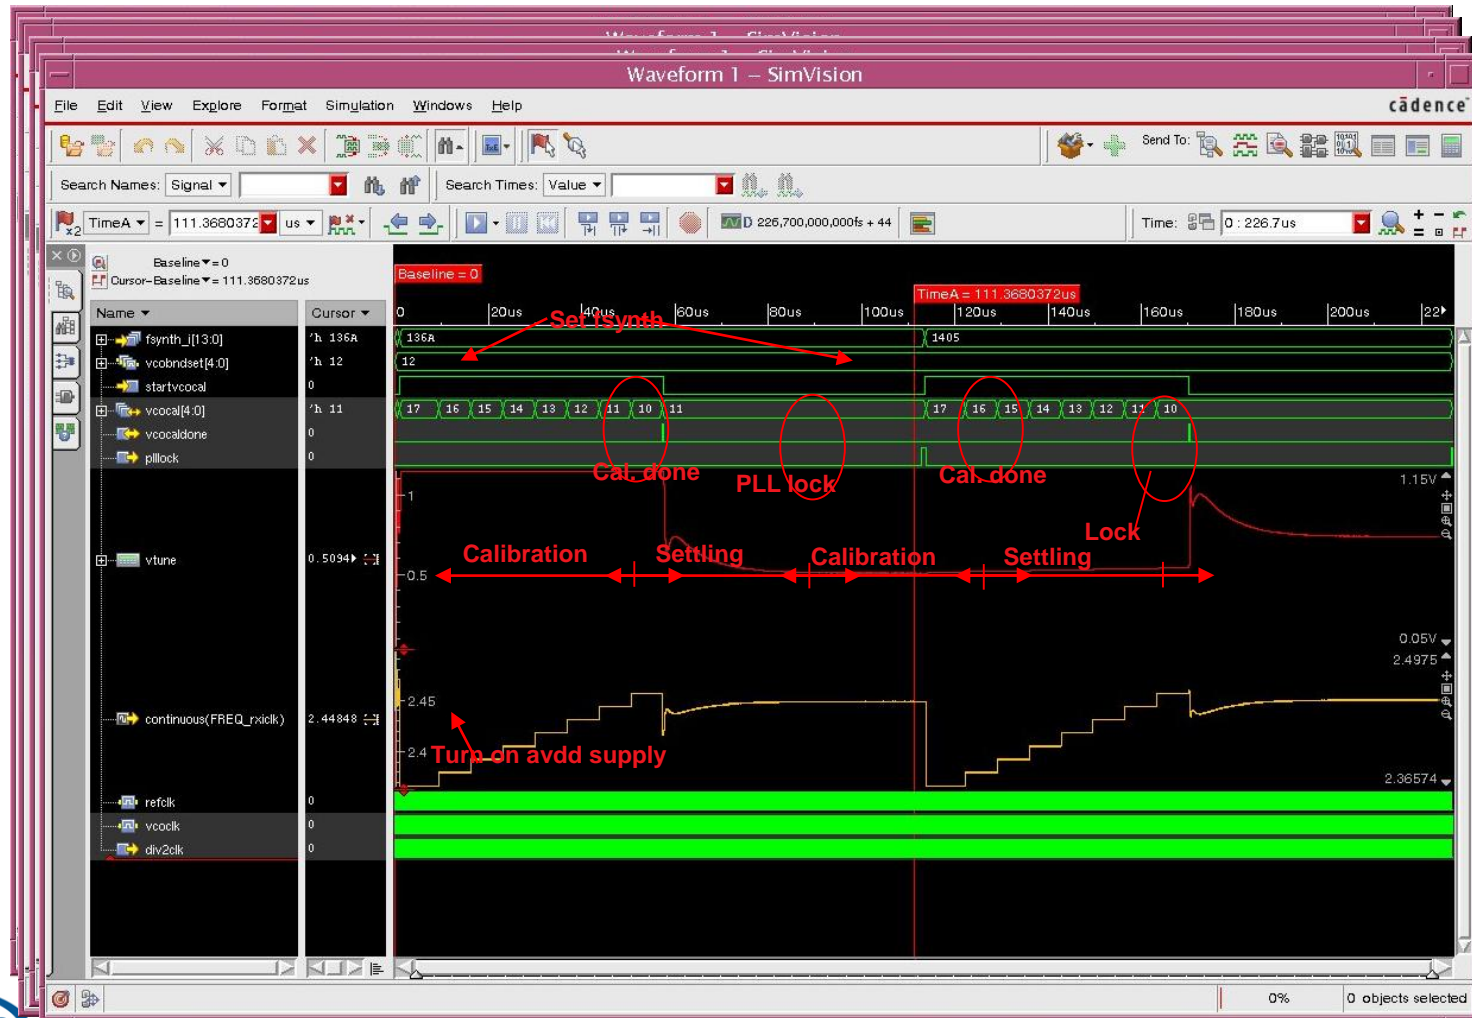 Waveform 1 – SimVision
Waveform 1 – SimVision
File Edit View Explore Format Simulation Windows Help
cādence
Send To:
Search Names: Signal
Search Times: Value
x2 TimeA = 111.3680372 us
D 226,700,000,000fs + 44
Time: 0 : 226.7us
Baseline = 0
Cursor-Baseline = 111.3680372us
Baseline = 0
TimeA = 111.3680372us
Name Cursor
0 20us 40us 60us 80us 100us 120us 140us 160us 180us 200us 22
Set fsynth
fsynth_i[13:0] 'h 136A 136A 1405
vcobndset[4:0] 'h 12 12
startvcocal 0
vcocal[4:0] 'h 11 17 16 15 14 13 12 11 10 11 17 16 15 14 13 12 11 10
vcocaldone 0
plllock 0
Cal. done
PLL lock
Cal. done
Lock
1
1.15V
Calibration Settling Calibration Settling
vtune 0.5094
0.5
0.05V
2.4975
2.45
continuous(FREQ_rxiclk) 2.44848
2.4
Turn on avdd supply
2.36574
refclk 0
vcoclk 0
div2clk 0
0% 0 objects selected